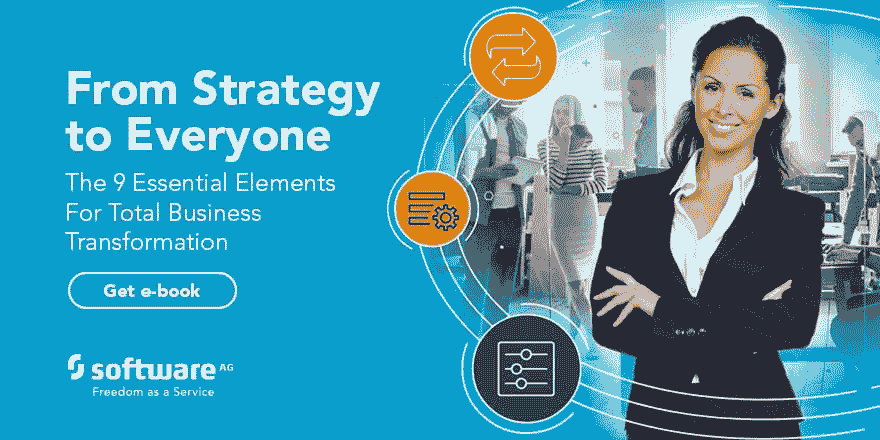 From Strategy
to Everyone
The 9 Essential Elements
For Total Business
Transformation
Get e-book
software AG
Freedom as a Service